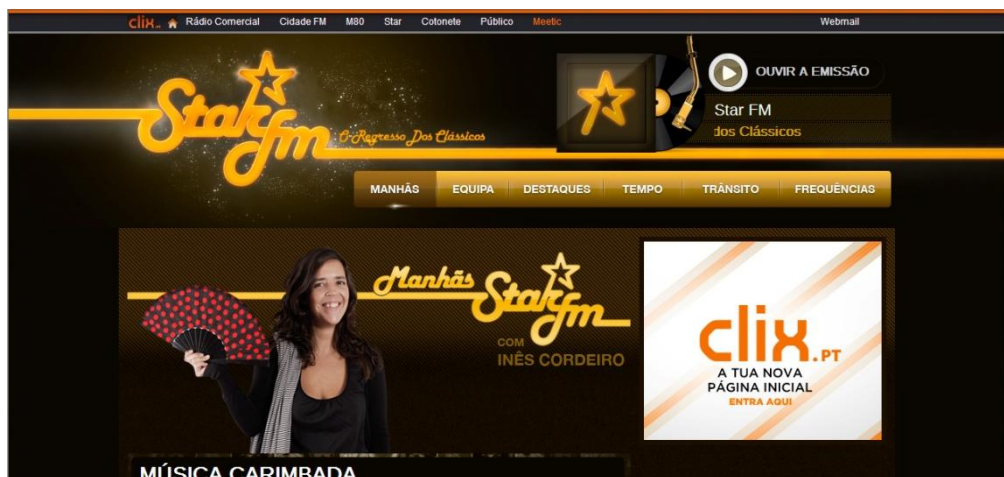 clix Rádio Comercial Cidade FM M80 Star Cotonete Público Meetic Webmail
Star fm
O Regresso Dos Clássicos
OUVIR A EMISSÃO
Star FM
dos Clássicos
MANHÃS EQUIPA DESTAQUES TEMPO TRÂNSITO FREQUÊNCIAS
Manhãs Star fm
COM
INÊS CORDEIRO
clix.PT
A TUA NOVA
PÁGINA INICIAL
ENTRA AQUI
MÚSICA CARIMBADA